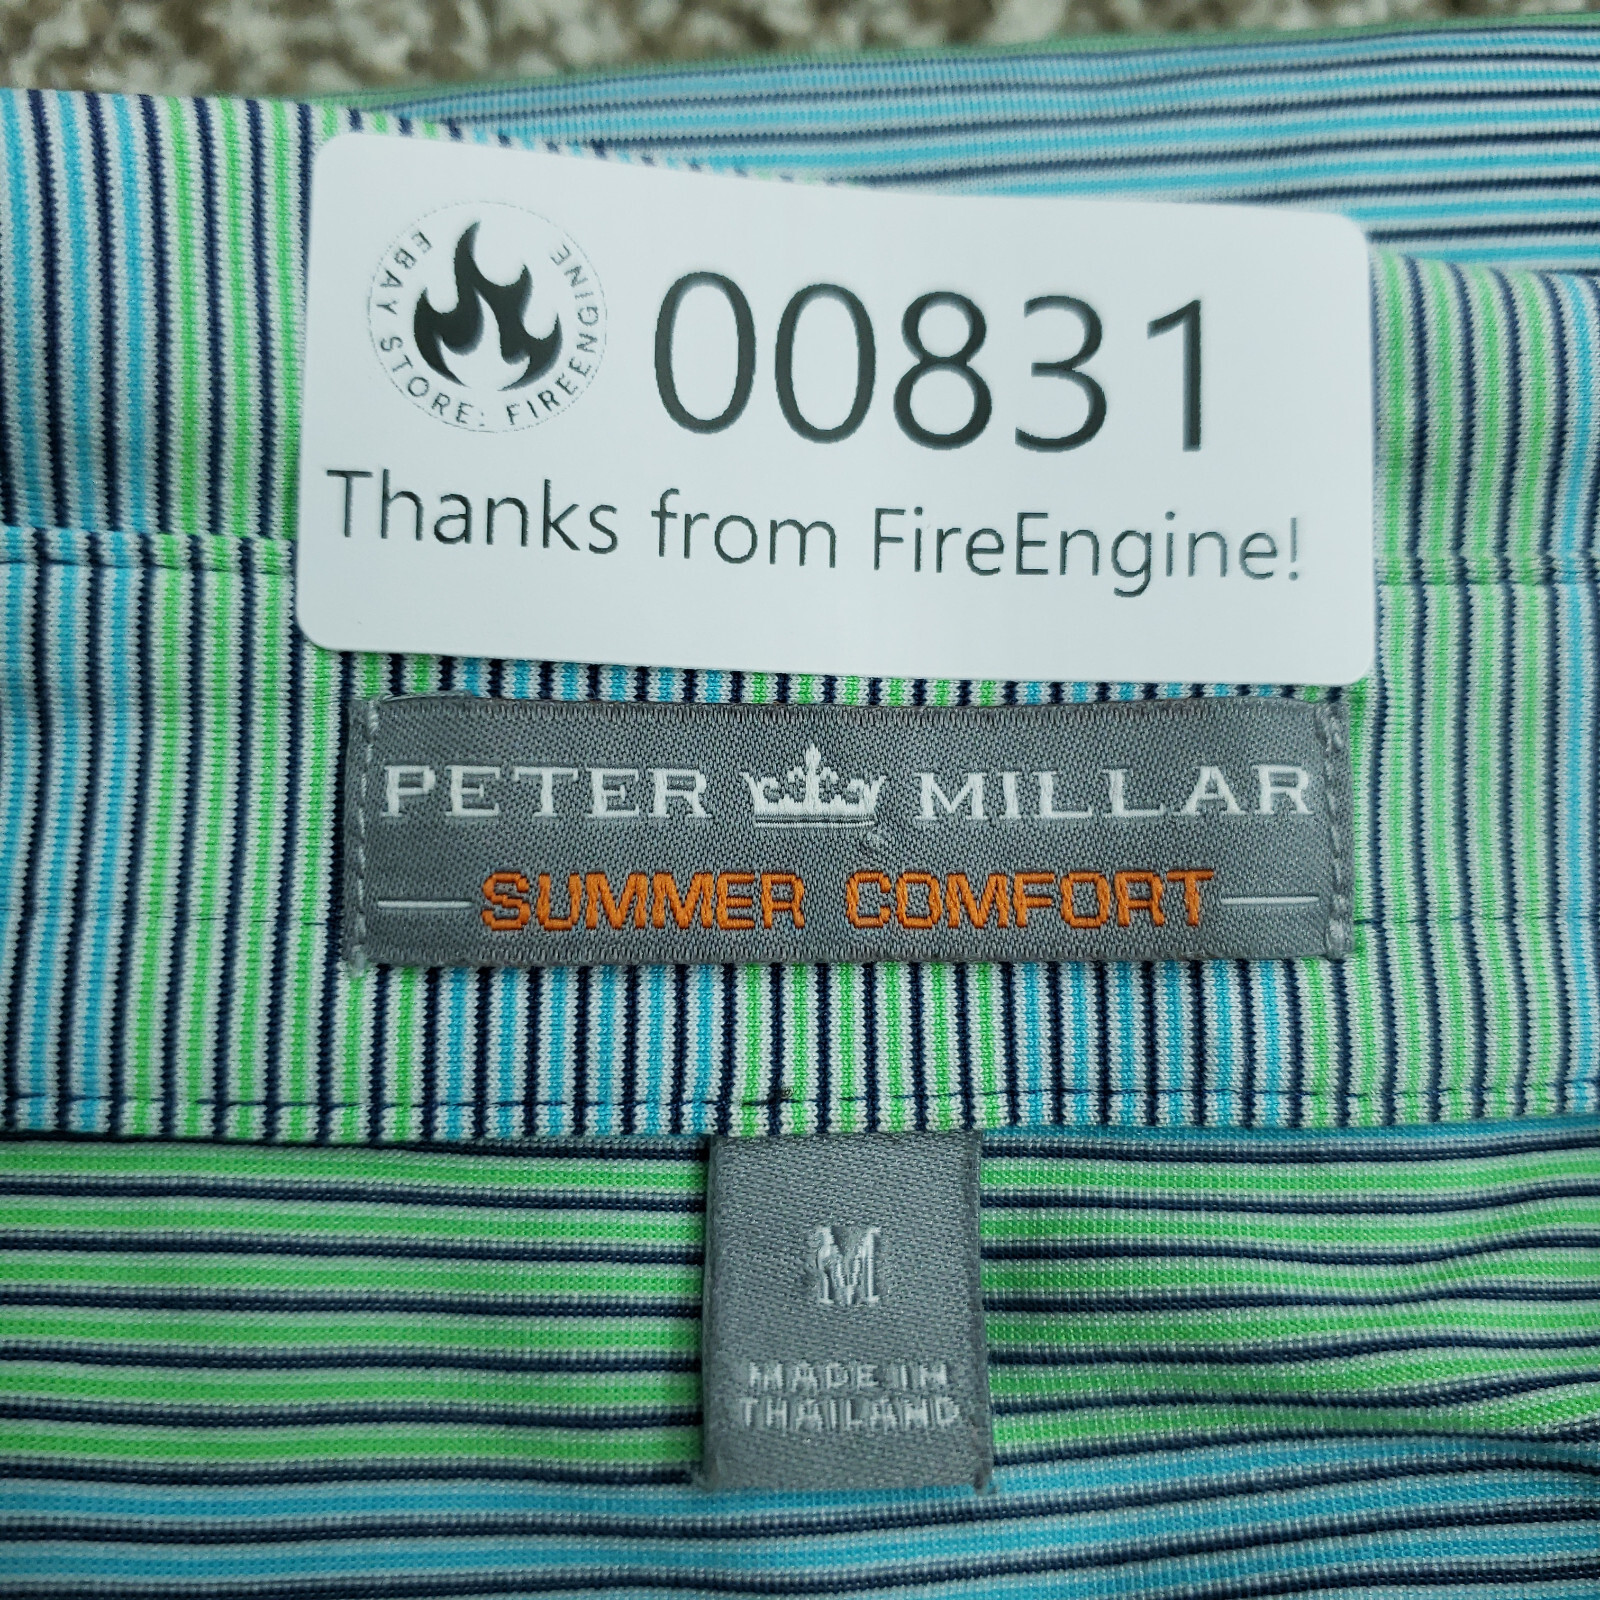 EBAY STORE: FIREENGINE
00831
Thanks from FireEngine!
PETER MILLAR
SUMMER COMFORT
M
MADE IN
THAILAND